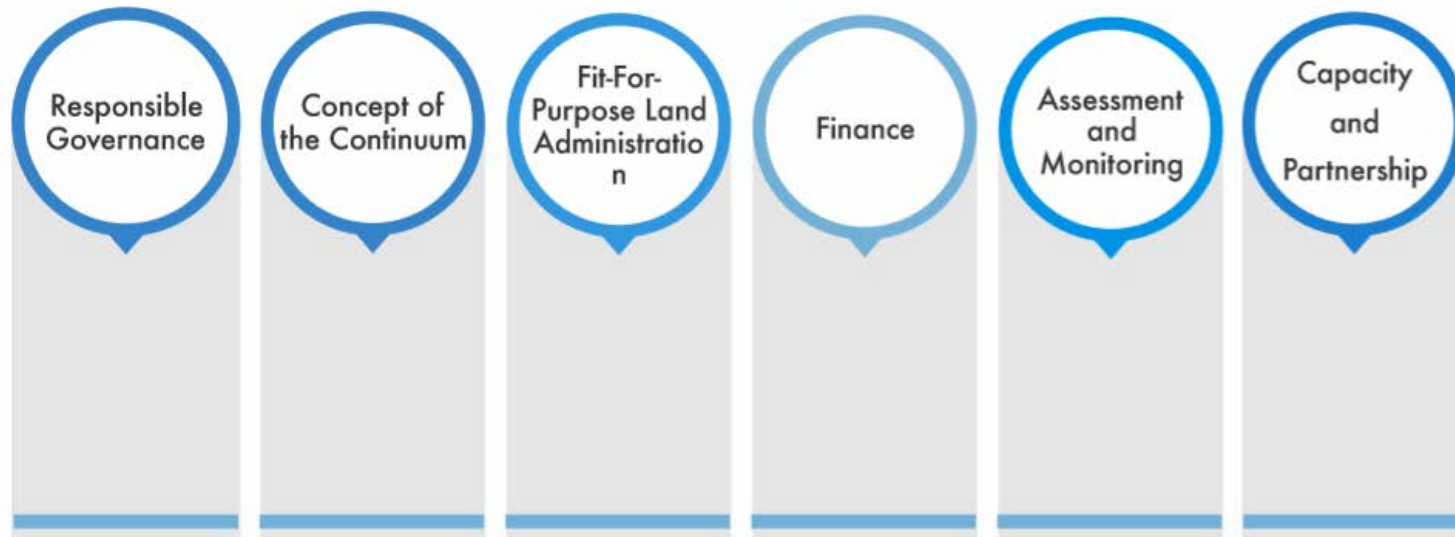 Responsible
Governance
Concept of
the Continuum
Fit-For-
Purpose Land
Administratio
n
Finance
Assessment
and
Monitoring
Capacity
and
Partnership